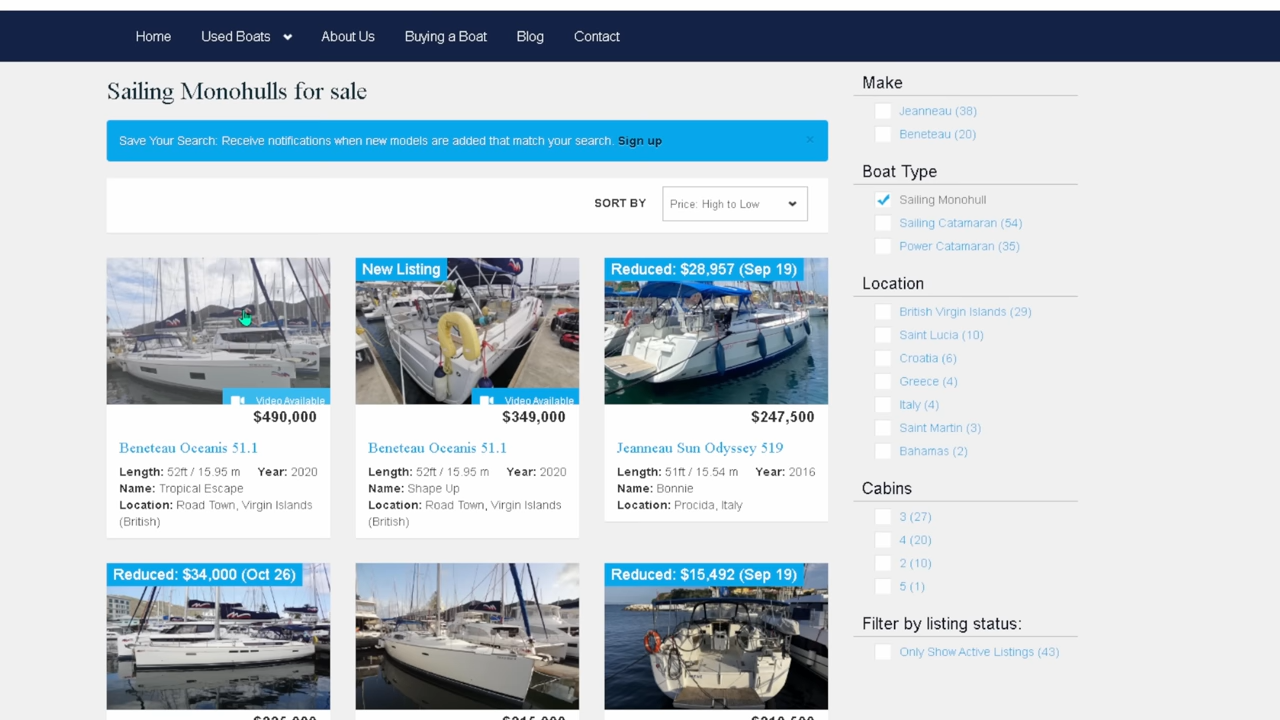 Home Used Boats About Us Buying a Boat Blog Contact
Sailing Monohulls for sale
Save Your Search: Receive notifications when new models are added that match your search. Sign up ×
SORT BY Price: High to Low
New Listing
Reduced: $28,957 (Sep 19)
Video Available
Video Available
$490,000
$349,000
$247,500
Beneteau Oceanis 51.1
Length: 52ft / 15.95 m Year: 2020
Name: Tropical Escape
Location: Road Town, Virgin Islands
(British)
Beneteau Oceanis 51.1
Length: 52ft / 15.95 m Year: 2020
Name: Shape Up
Location: Road Town, Virgin Islands
(British)
Jeanneau Sun Odyssey 519
Length: 51ft / 15.54 m Year: 2016
Name: Bonnie
Location: Procida, Italy
Reduced: $34,000 (Oct 26)
Reduced: $15,492 (Sep 19)
Make
Jeanneau (38)
Beneteau (20)
Boat Type
Sailing Monohull
Sailing Catamaran (54)
Power Catamaran (35)
Location
British Virgin Islands (29)
Saint Lucia (10)
Croatia (6)
Greece (4)
Italy (4)
Saint Martin (3)
Bahamas (2)
Cabins
3 (27)
4 (20)
2 (10)
5 (1)
Filter by listing status:
Only Show Active Listings (43)